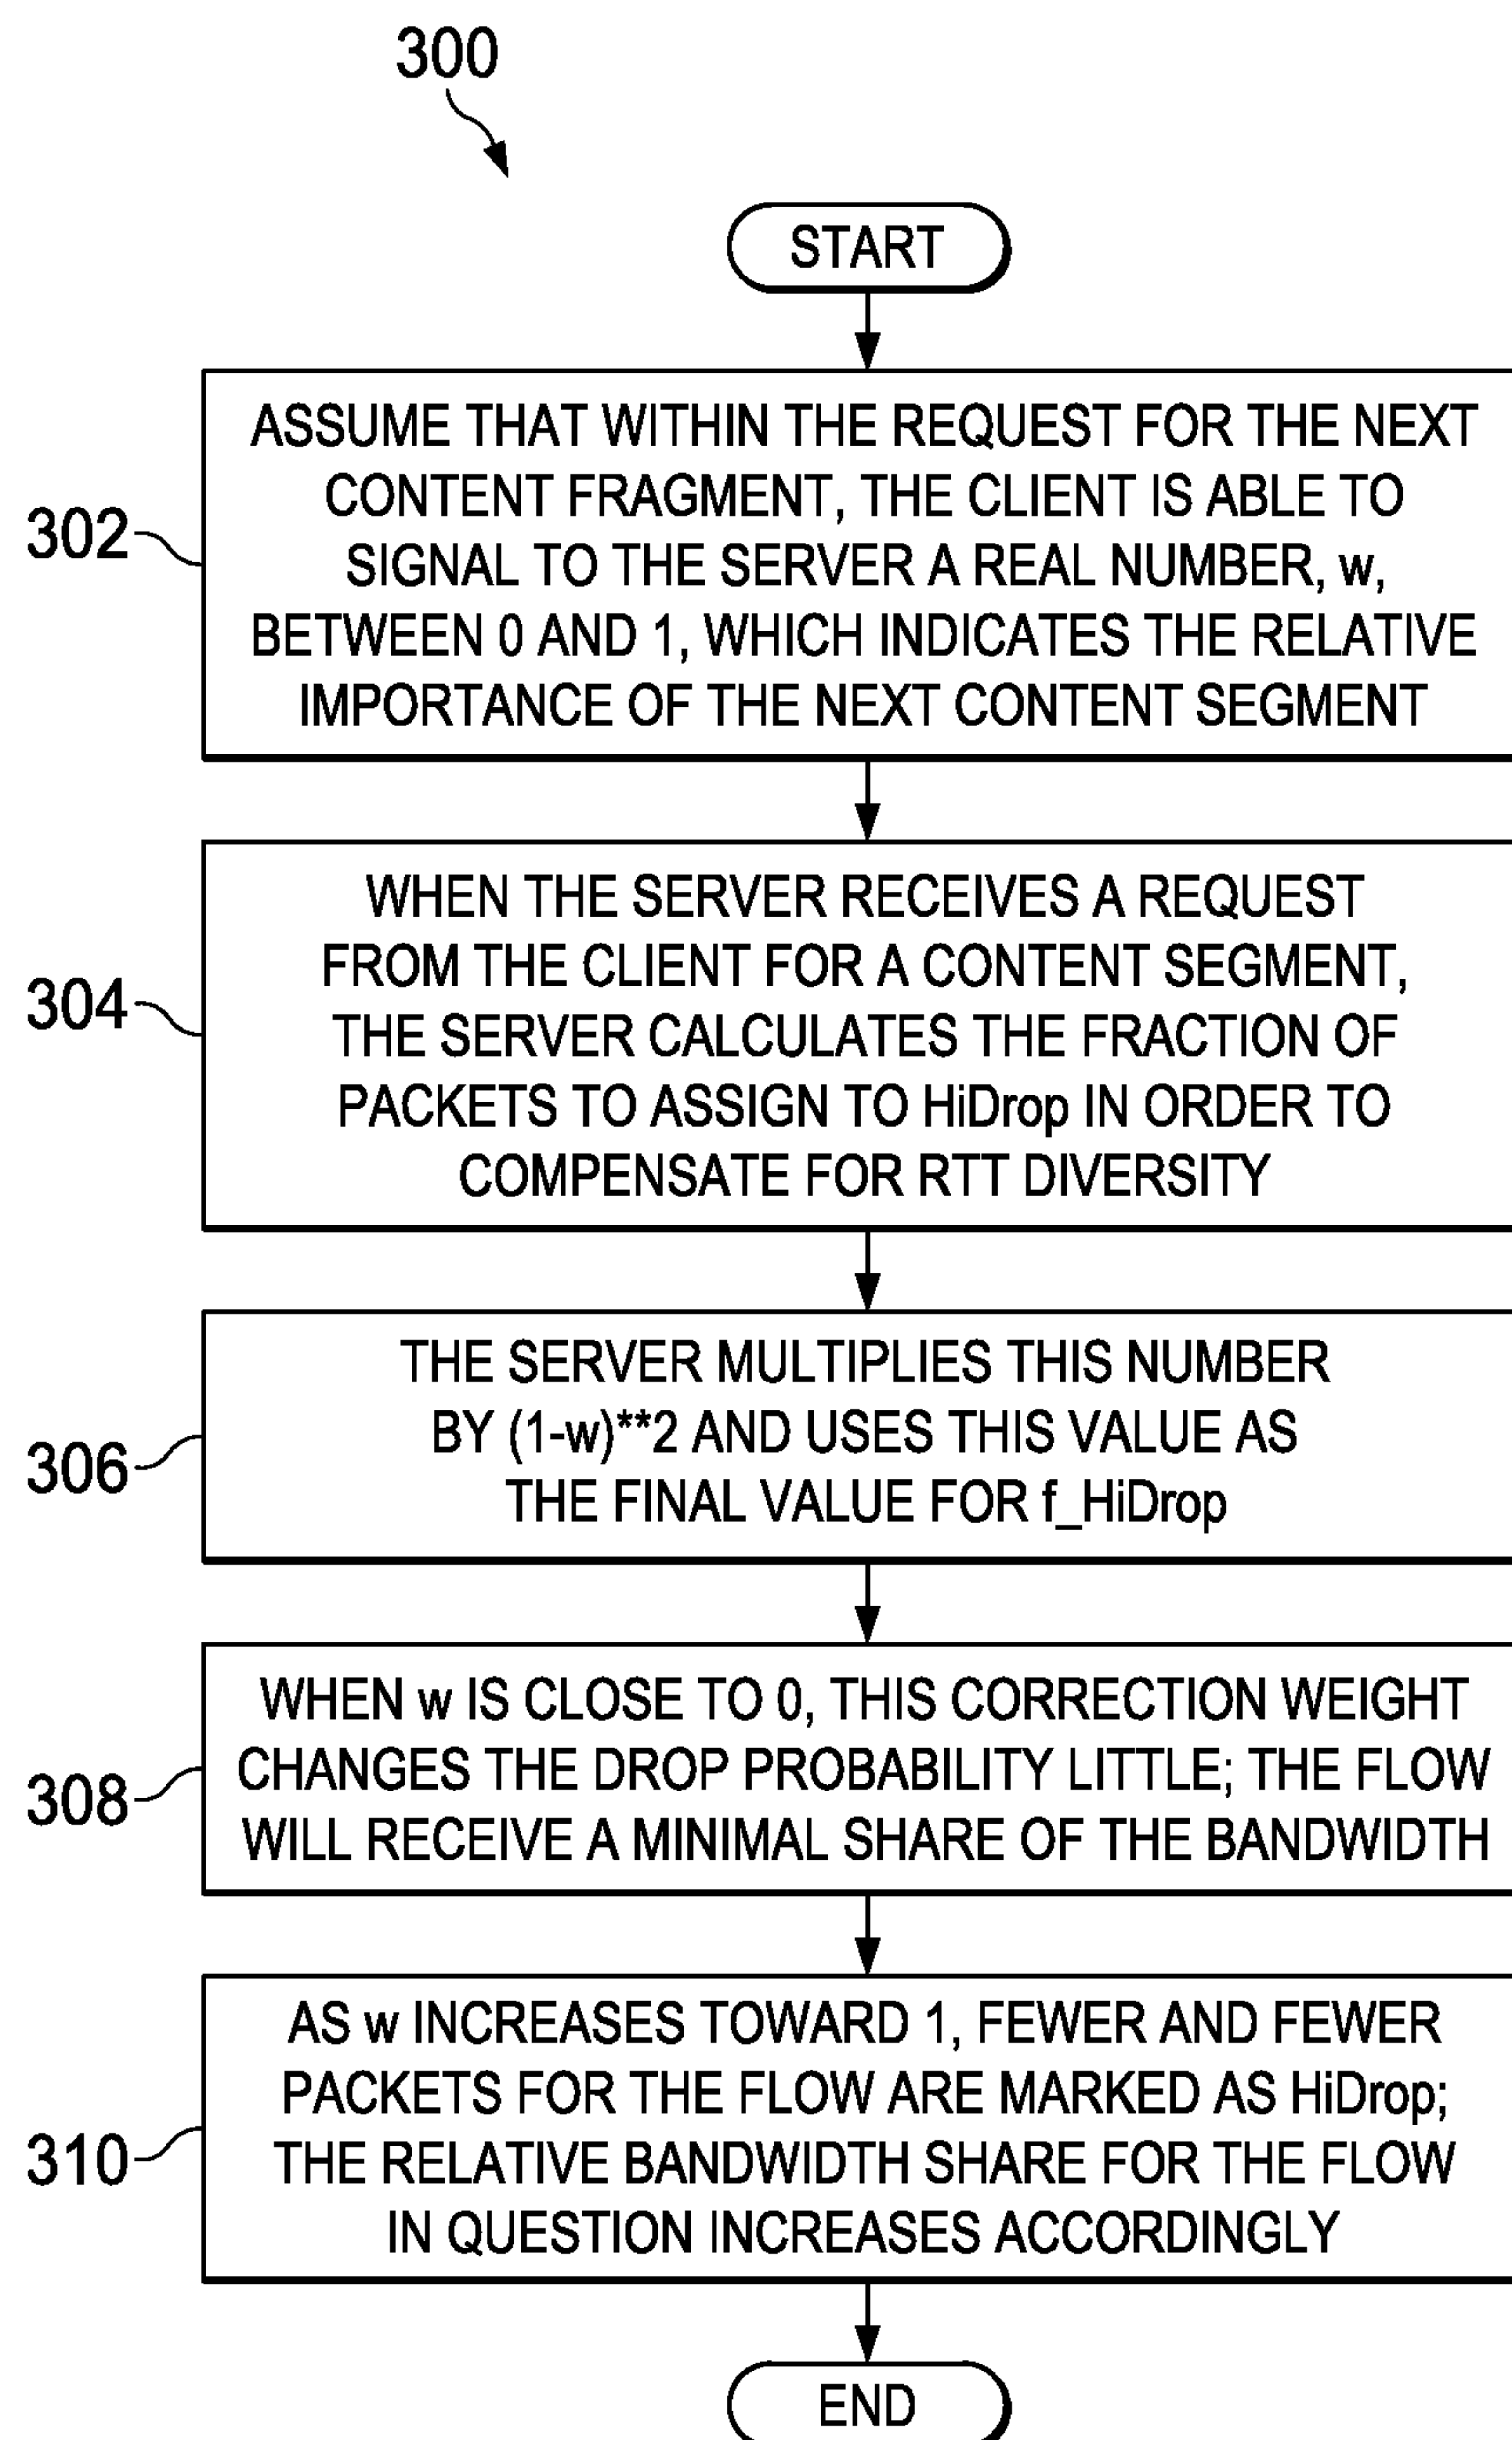 300
START
302
ASSUME THAT WITHIN THE REQUEST FOR THE NEXT
CONTENT FRAGMENT, THE CLIENT IS ABLE TO
SIGNAL TO THE SERVER A REAL NUMBER, w,
BETWEEN 0 AND 1, WHICH INDICATES THE RELATIVE
IMPORTANCE OF THE NEXT CONTENT SEGMENT
304
WHEN THE SERVER RECEIVES A REQUEST
FROM THE CLIENT FOR A CONTENT SEGMENT,
THE SERVER CALCULATES THE FRACTION OF
PACKETS TO ASSIGN TO HiDrop IN ORDER TO
COMPENSATE FOR RTT DIVERSITY
306
THE SERVER MULTIPLIES THIS NUMBER
BY (1-w)**2 AND USES THIS VALUE AS
THE FINAL VALUE FOR f_HiDrop
308
WHEN w IS CLOSE TO 0, THIS CORRECTION WEIGHT
CHANGES THE DROP PROBABILITY LITTLE; THE FLOW
WILL RECEIVE A MINIMAL SHARE OF THE BANDWIDTH
310
AS w INCREASES TOWARD 1, FEWER AND FEWER
PACKETS FOR THE FLOW ARE MARKED AS HiDrop;
THE RELATIVE BANDWIDTH SHARE FOR THE FLOW
IN QUESTION INCREASES ACCORDINGLY
END